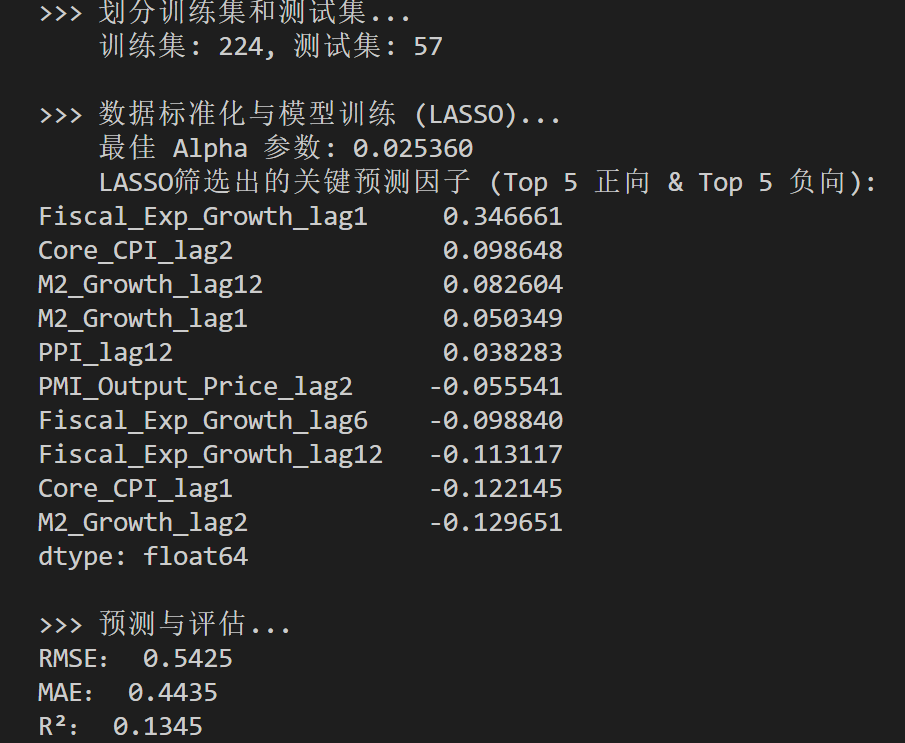 >>> 划分训练集和测试集...
训练集: 224, 测试集: 57
>>> 数据标准化与模型训练 (LASSO)...
最佳 Alpha 参数: 0.025360
LASSO筛选出的关键预测因子 (Top 5 正向 & Top 5 负向):
Fiscal_Exp_Growth_lag1 0.346661
Core_CPI_lag2 0.098648
M2_Growth_lag12 0.082604
M2_Growth_lag1 0.050349
PPI_lag12 0.038283
PMI_Output_Price_lag2 -0.055541
Fiscal_Exp_Growth_lag6 -0.098840
Fiscal_Exp_Growth_lag12 -0.113117
Core_CPI_lag1 -0.122145
M2_Growth_lag2 -0.129651
dtype: float64
>>> 预测与评估...
RMSE： 0.5425
MAE： 0.4435
R²： 0.1345